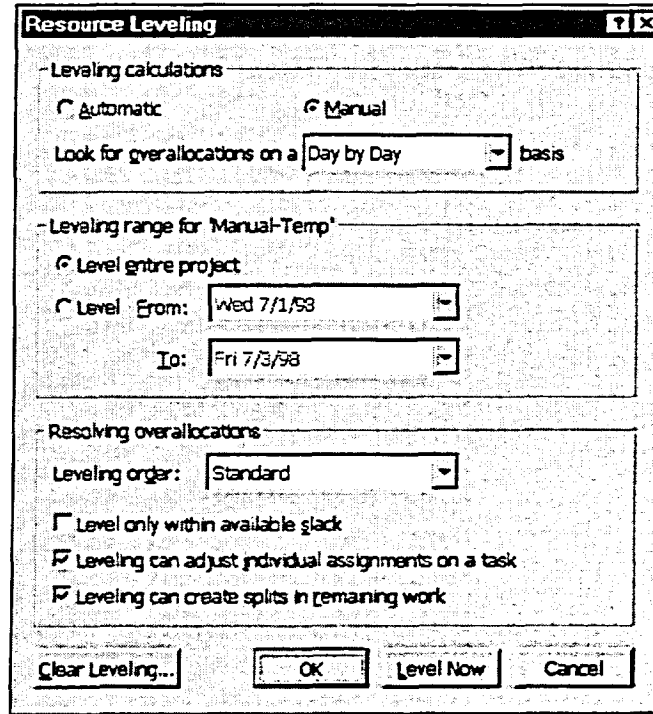 Resource Leveling
Leveling calculations
Automatic Manual
Look for overallocations on a Day by Day basis
Leveling range for 'Manual-Temp'
Level entire project
Level From: Wed 7/1/98
To: Fri 7/3/98
Resolving overallocations
Leveling order: Standard
Level only within available slack
Leveling can adjust individual assignments on a task
Leveling can create splits in remaining work
Clear Leveling... OK Level Now Cancel